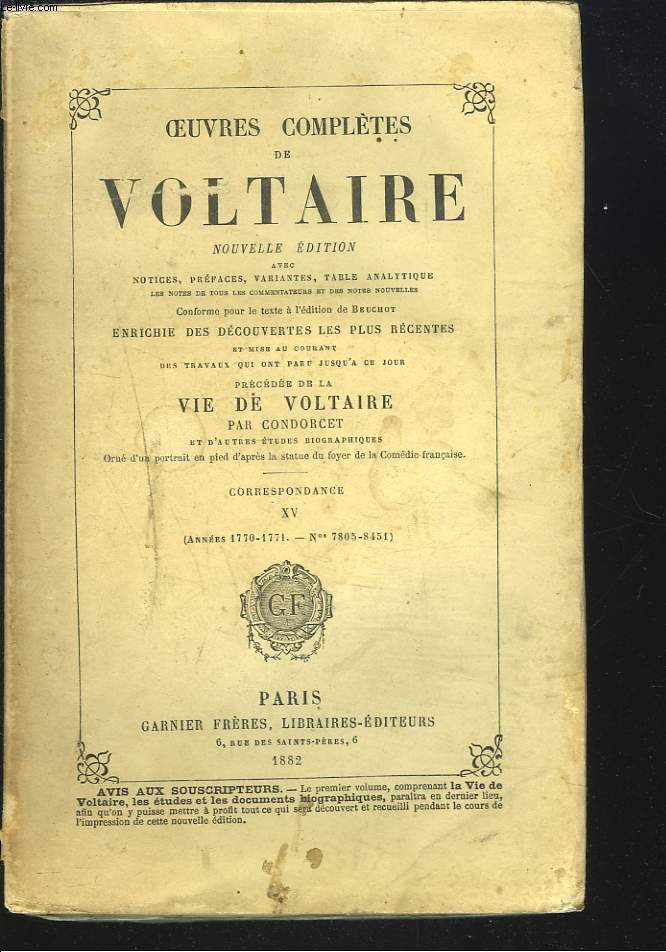 le-livre.com
ŒUVRES COMPLÈTES
DE
VOLTAIRE
NOUVELLE ÉDITION
AVEC
NOTICES, PRÉFACES, VARIANTES, TABLE ANALYTIQUE
LES NOTES DE TOUS LES COMMENTATEURS ET DES NOTES NOUVELLES
Conforme pour le texte à l'édition de BEUCHOT
ENRICHIE DES DÉCOUVERTES LES PLUS RÉCENTES
ET MISE AU COURANT
DES TRAVAUX QUI ONT PARU JUSQU'A CE JOUR
PRÉCÉDÉE DE LA
VIE DE VOLTAIRE
PAR CONDORCET
ET D'AUTRES ÉTUDES BIOGRAPHIQUES
Orné d'un portrait en pied d'après la statue du foyer de la Comédie-française.
CORRESPONDANCE
XV
(ANNÉES 1770-1771. — Nos 7805-8451)
GF
PARIS
GARNIER FRÈRES, LIBRAIRES-ÉDITEURS
6, RUE DES SAINTS-PÈRES, 6
1882
AVIS AUX SOUSCRIPTEURS. — Le premier volume, comprenant la Vie de
Voltaire, les études et les documents biographiques, paraîtra en dernier lieu,
afin qu'on y puisse mettre à profit tout ce qui sera découvert et recueilli pendant le cours de
l'impression de cette nouvelle édition.